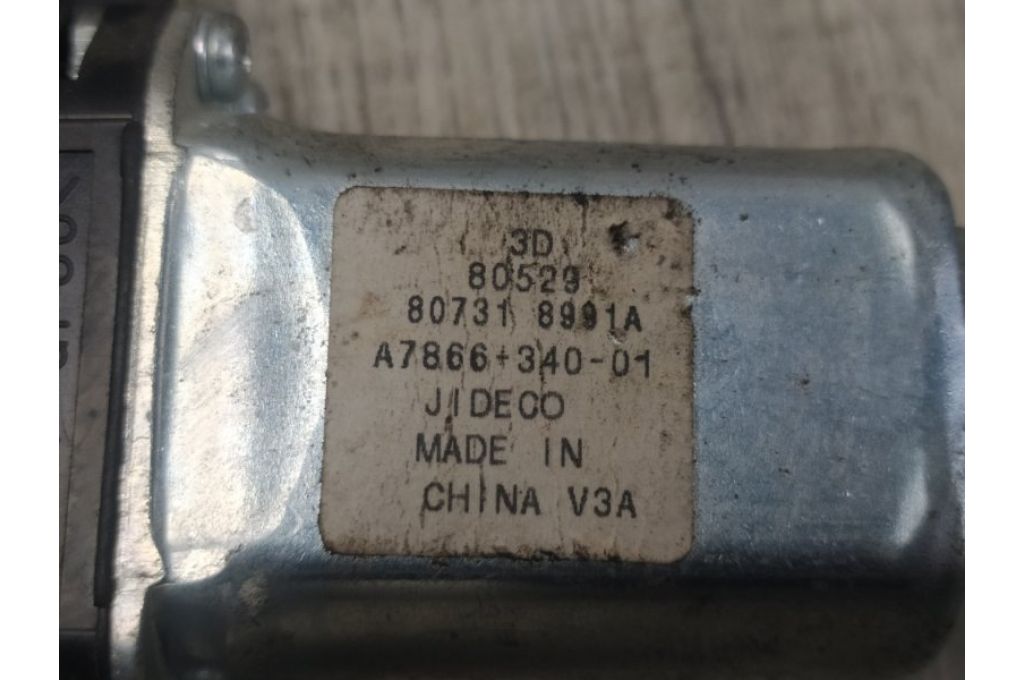 3D
80529
80731 8991A
A7866+340-01
JIDECO
MADE IN
CHINA V3A